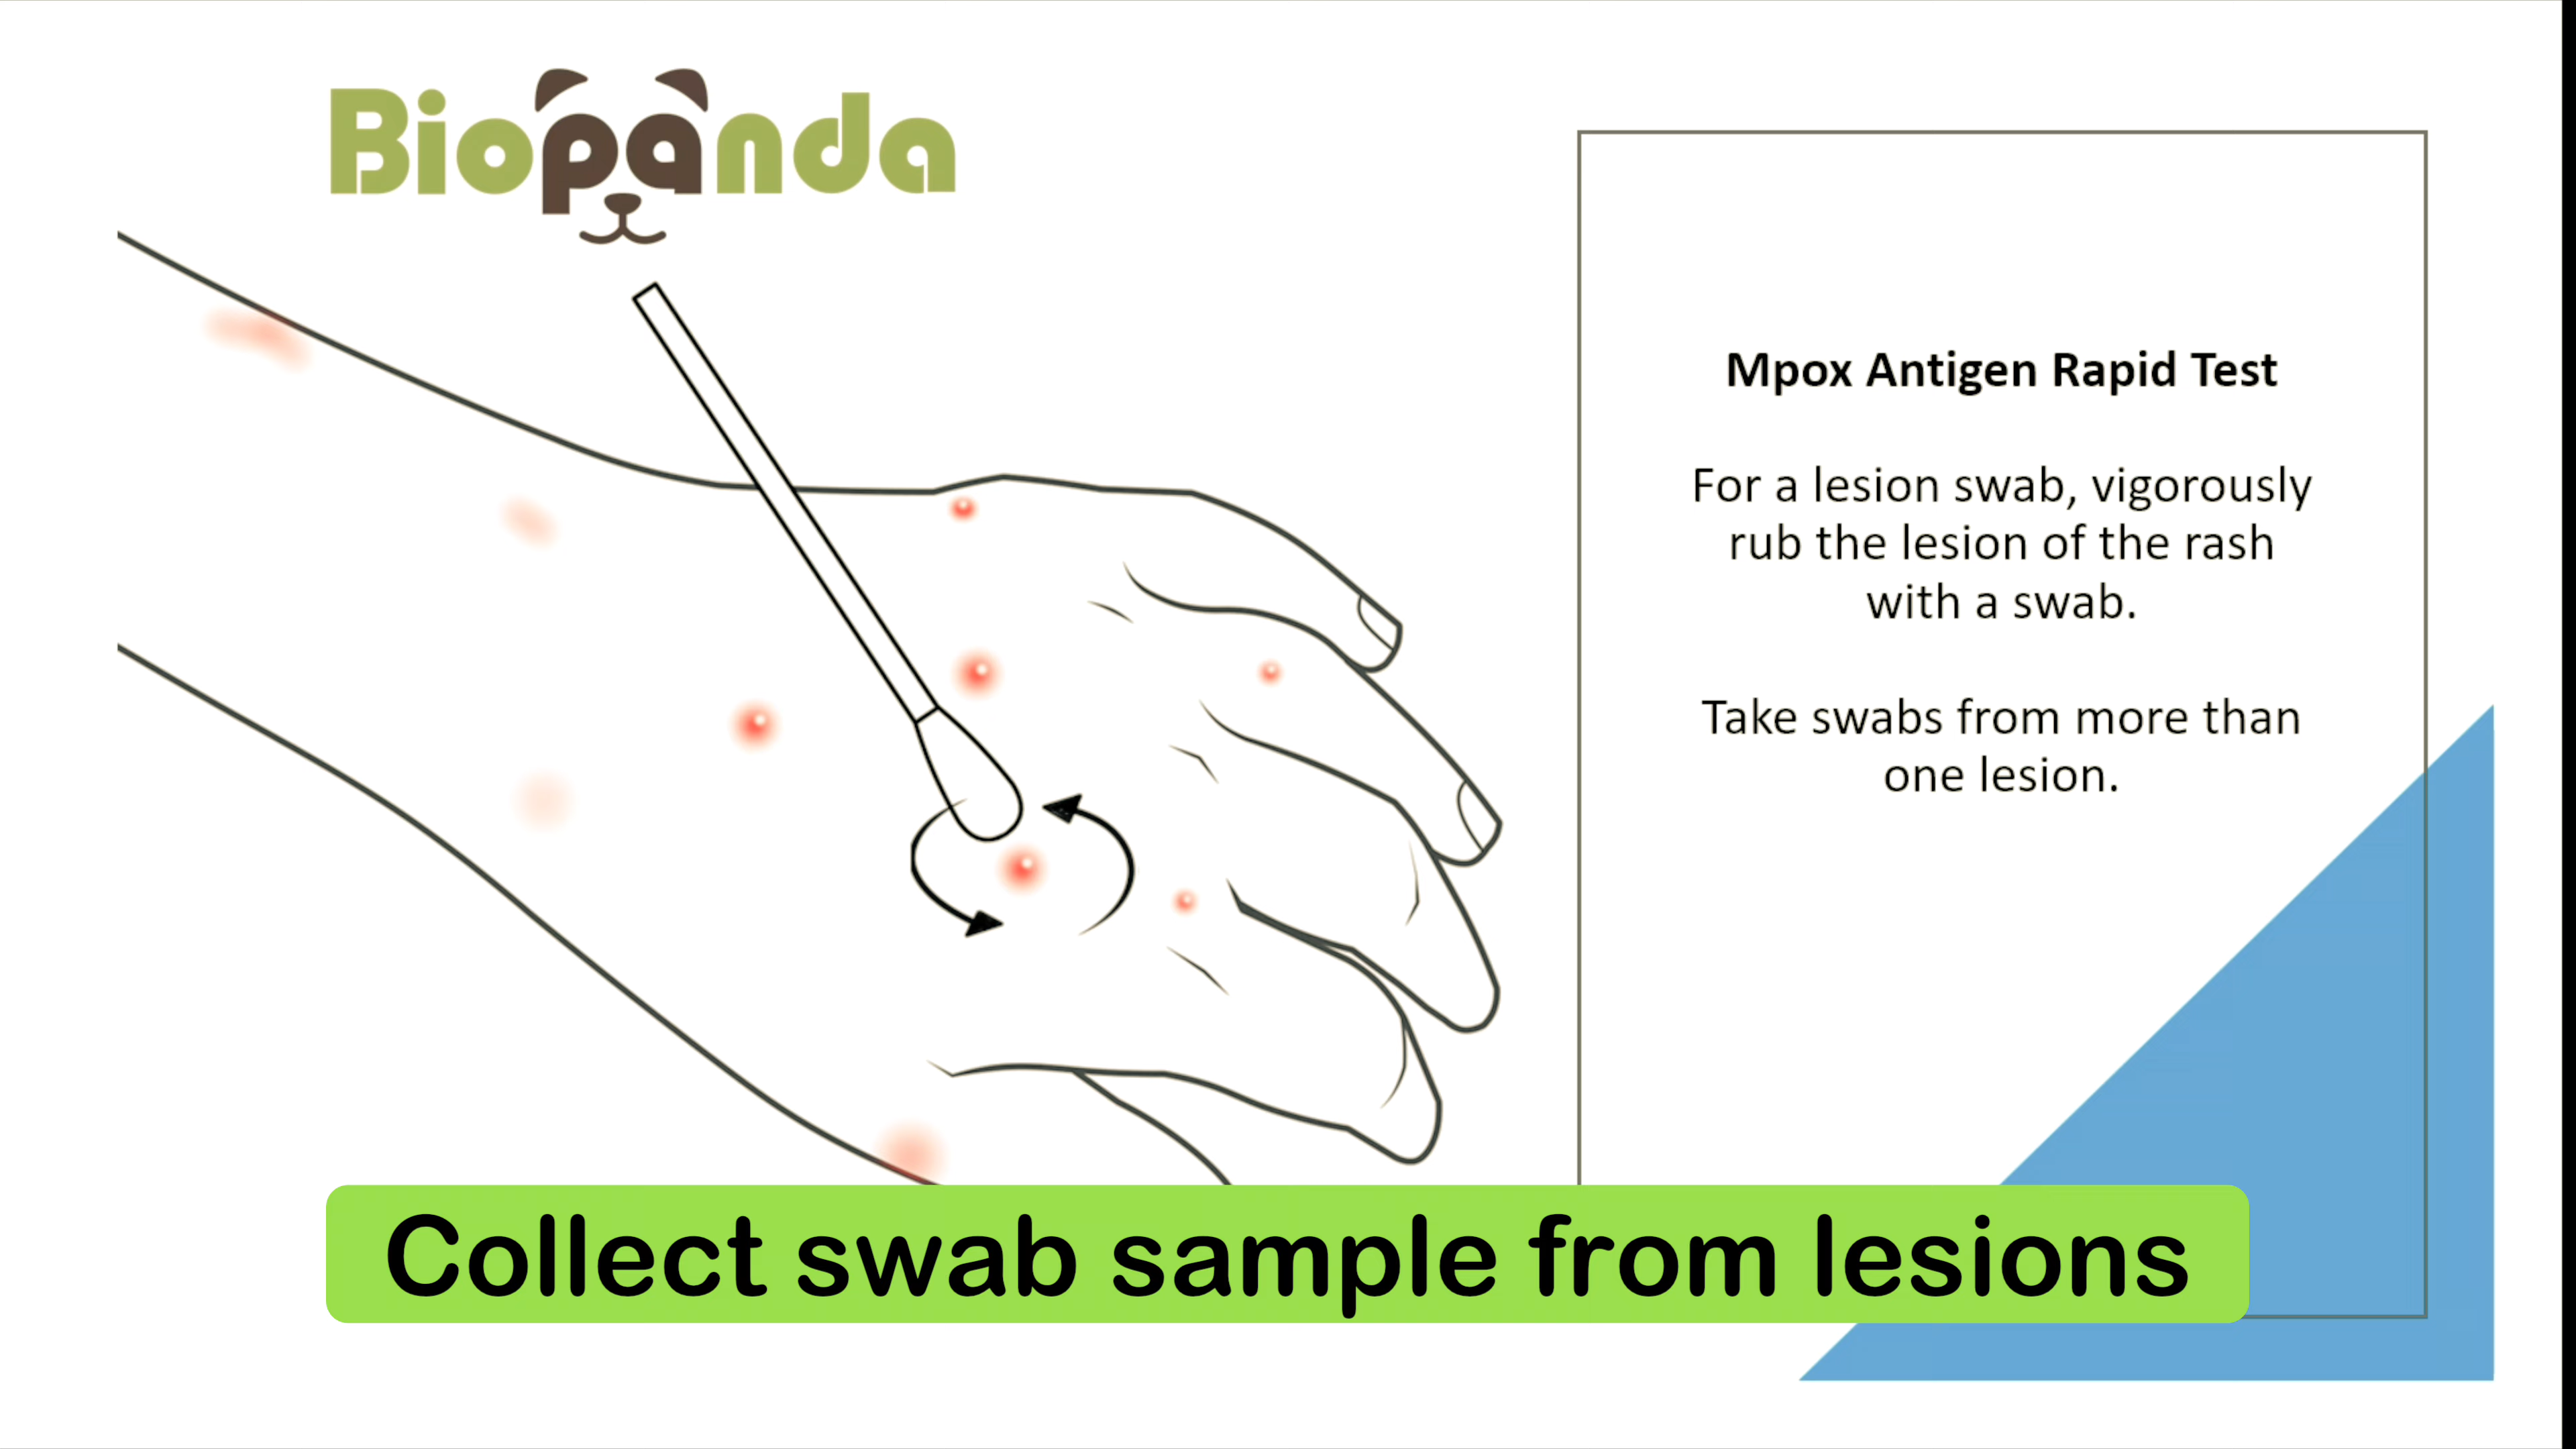 Biopanda
Mpox Antigen Rapid Test
For a lesion swab, vigorously
rub the lesion of the rash
with a swab.
Take swabs from more than
one lesion.
Collect swab sample from lesions